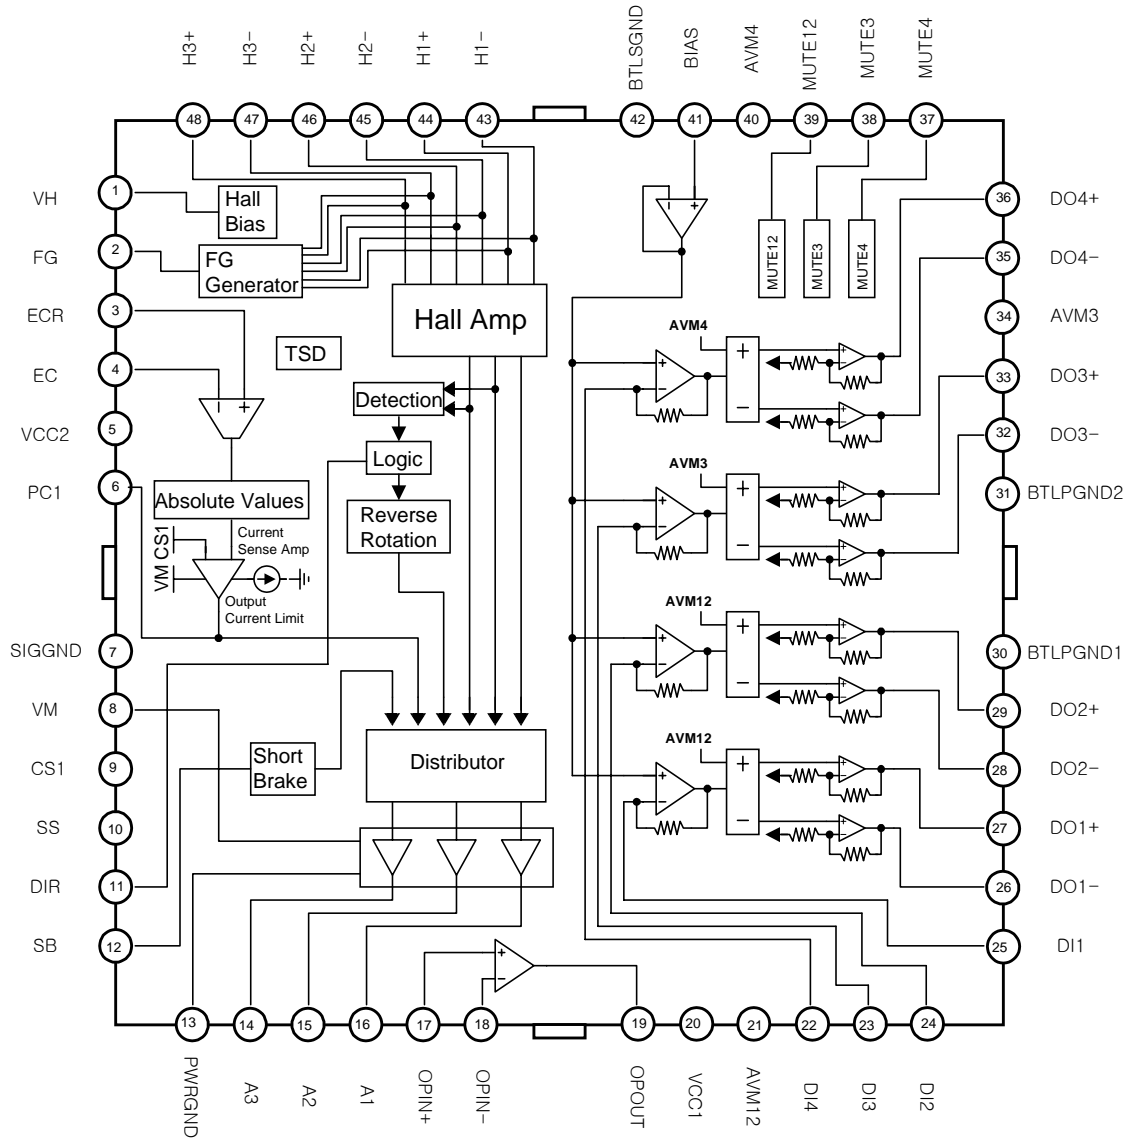 H3+
H3-
H2+
H2-
H1+
H1-
BTLSGND
BIAS
AVM4
MUTE12
MUTE3
MUTE4
48
47
46
45
44
43
42
41
40
39
38
37
VH
1
Hall
Bias
FG
2
FG
Generator
ECR
3
EC
4
VCC2
5
PC1
6
Hall Amp
TSD
Detection
Logic
Reverse
Rotation
- +
Absolute Values
Current
Sense Amp
VM CS1
Output
Current Limit
SIGGND
7
VM
8
CS1
9
SS
10
DIR
11
SB
12
Short
Brake
Distributor
- +
MUTE12
MUTE3
MUTE4
AVM4
+
-
+
-
+
-
+
-
AVM3
+
-
+
-
+
-
+
-
AVM12
+
-
+
-
+
-
+
-
AVM12
+
-
+
-
+
-
+
-
36
DO4+
35
DO4-
34
AVM3
33
DO3+
32
DO3-
31
BTLPGND2
30
BTLPGND1
29
DO2+
28
DO2-
27
DO1+
26
DO1-
25
DI1
+
-
13
14
15
16
17
18
19
20
21
22
23
24
PWRGND
A3
A2
A1
OPIN+
OPIN-
OPOUT
VCC1
AVM12
DI4
DI3
DI2